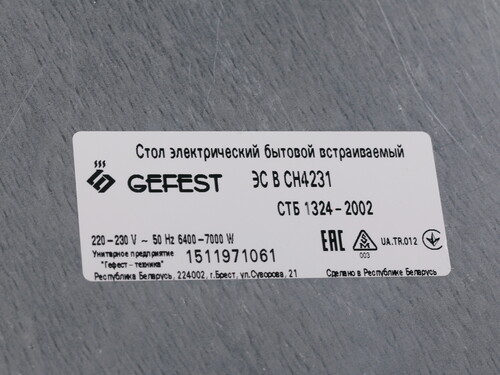 Стол электрический бытовой встраиваемый
GEFEST
ЭС В СН4231
СТБ 1324-2002
220-230 V ~ 50 Hz 6400-7000 W
Унитарное предприятие
"Гефест-техника"
1511971061
EAC
003
UA.TR.012
Республика Беларусь, 224002, г.Брест, ул.Суворова, 21
Сделано в Республике Беларусь